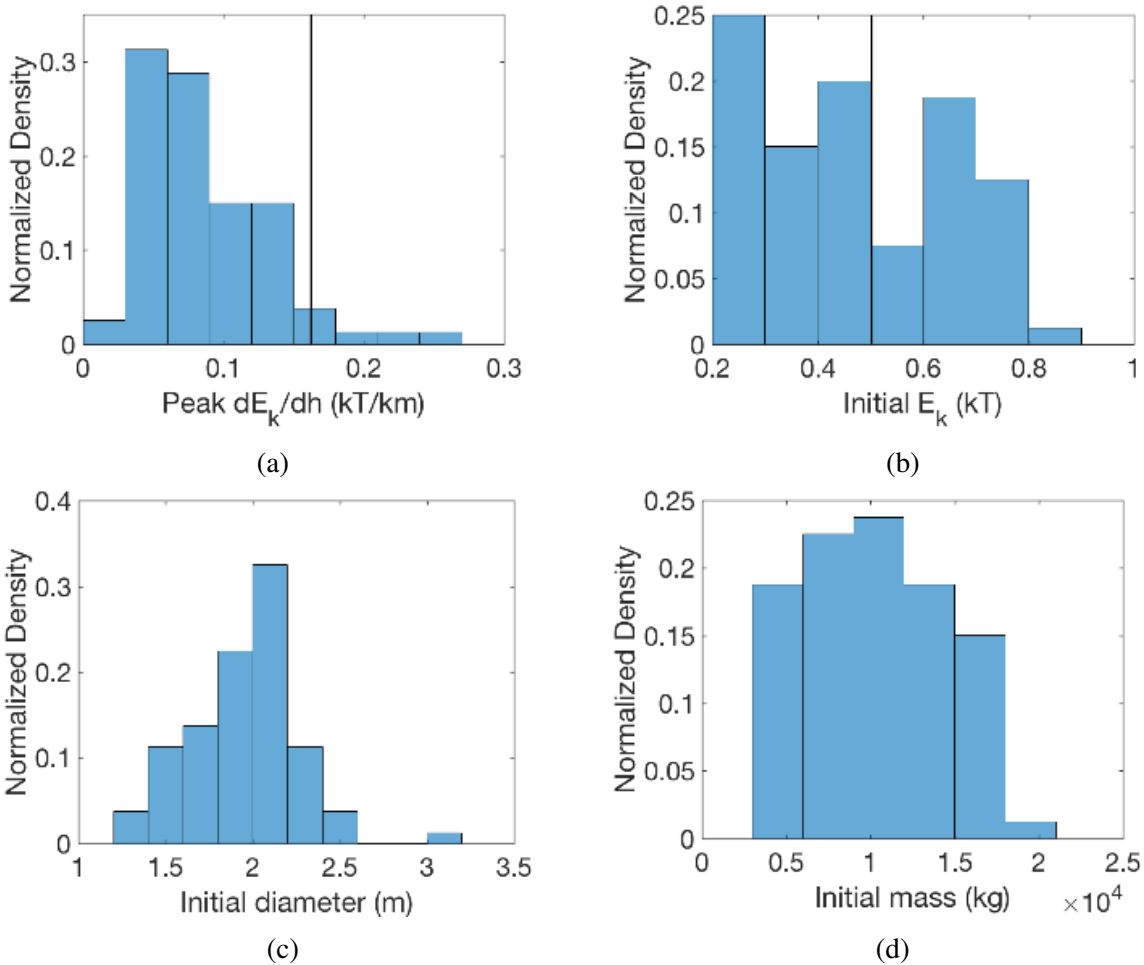 Normalized Density
0.3
0.2
0.1
0
0 0.1 0.2 0.3
Peak dE_k/dh (kT/km)
(a)
Normalized Density
0.25
0.2
0.15
0.1
0.05
0
0.2 0.4 0.6 0.8 1
Initial E_k (kT)
(b)
Normalized Density
0.4
0.3
0.2
0.1
0
1 1.5 2 2.5 3 3.5
Initial diameter (m)
(c)
Normalized Density
0.25
0.2
0.15
0.1
0.05
0
0 0.5 1 1.5 2 2.5
Initial mass (kg) ×10^4
(d)